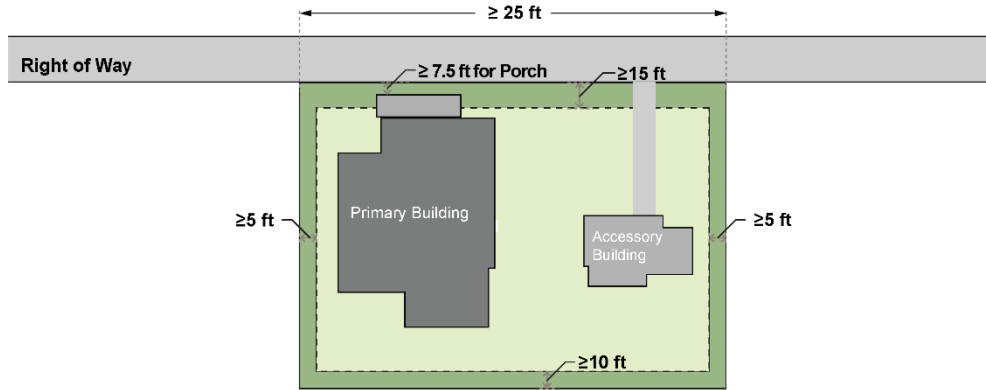 ≥ 25 ft
Right of Way
≥ 7.5 ft for Porch
≥15 ft
Primary Building
≥5 ft
Accessory
Building
≥5 ft
≥10 ft